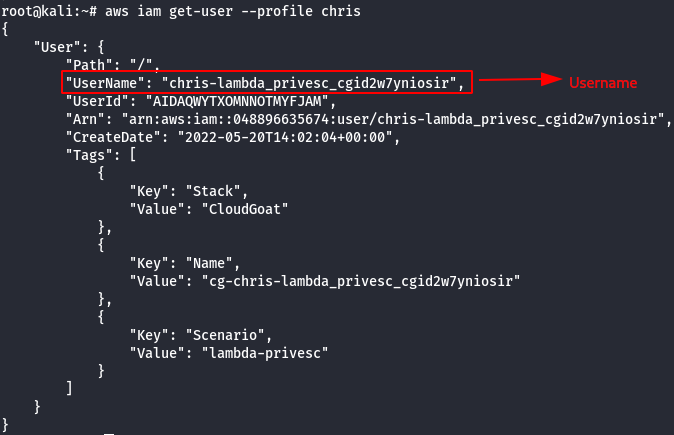 root@kali:~# aws iam get-user --profile chris
{
    "User": {
        "Path": "/",
        "UserName": "chris-lambda_privesc_cgid2w7yniosir", Username
        "UserId": "AIDAQWYTXOMNNOTMYFJAM",
        "Arn": "arn:aws:iam::048896635674:user/chris-lambda_privesc_cgid2w7yniosir",
        "CreateDate": "2022-05-20T14:02:04+00:00",
        "Tags": [
            {
                "Key": "Stack",
                "Value": "CloudGoat"
            },
            {
                "Key": "Name",
                "Value": "cg-chris-lambda_privesc_cgid2w7yniosir"
            },
            {
                "Key": "Scenario",
                "Value": "lambda-privesc"
            }
        ]
    }
}